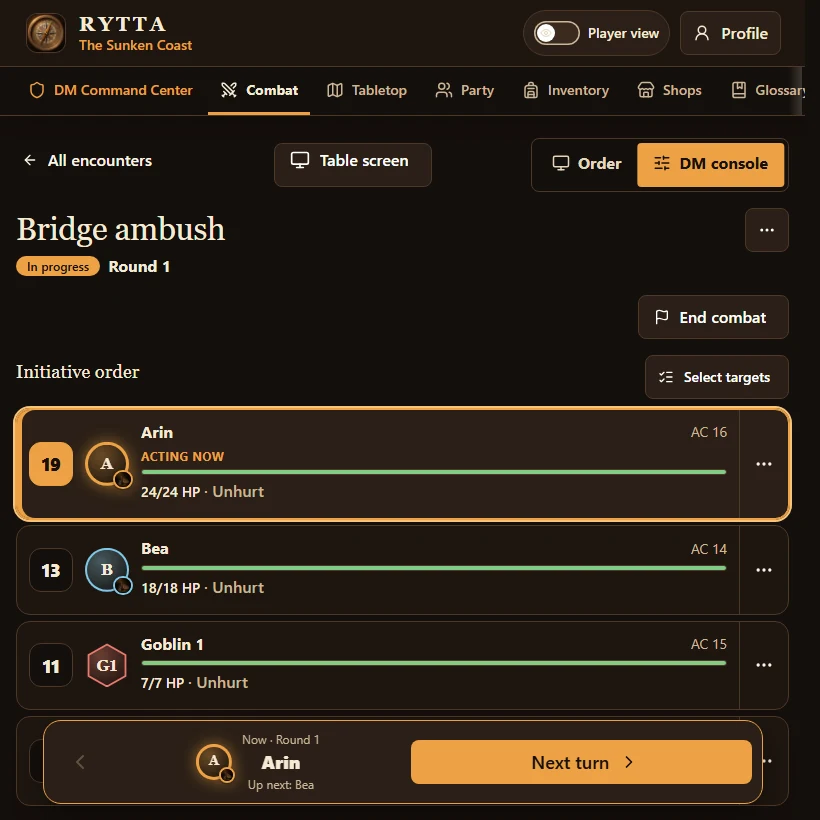 RYTTA
The Sunken Coast
Player view
Profile
DM Command Center
Combat
Tabletop
Party
Inventory
Shops
Glossary
All encounters
Table screen
Order
DM console
Bridge ambush
In progress
Round 1
End combat
Initiative order
Select targets
19
A
Arin
AC 16
ACTING NOW
24/24 HP · Unhurt
13
B
Bea
AC 14
18/18 HP · Unhurt
11
G1
Goblin 1
AC 15
7/7 HP · Unhurt
A
Now · Round 1
Arin
Up next: Bea
Next turn